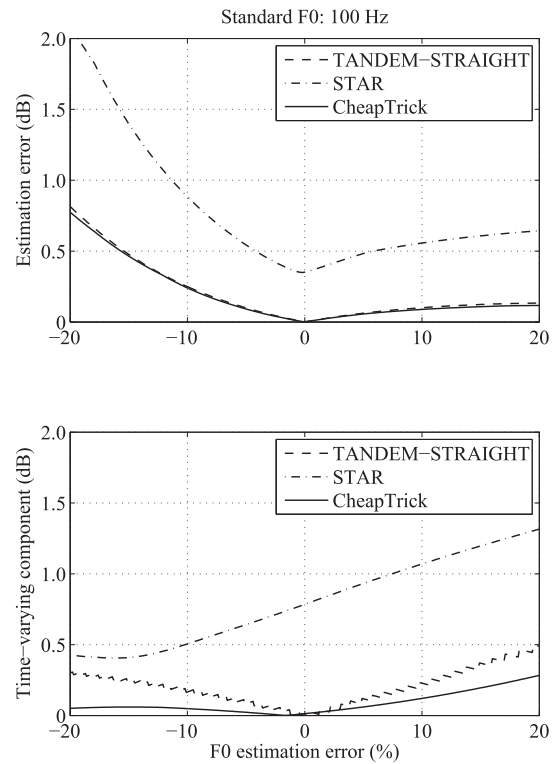 Standard F0: 100 Hz
2.0
TANDEM−STRAIGHT
STAR
CheapTrick
1.5
Estimation error (dB)
1.0
0.5
0
−20
−10
0
10
20
2.0
TANDEM−STRAIGHT
STAR
CheapTrick
1.5
Time−varying component (dB)
1.0
0.5
0
−20
−10
0
10
20
F0 estimation error (%)